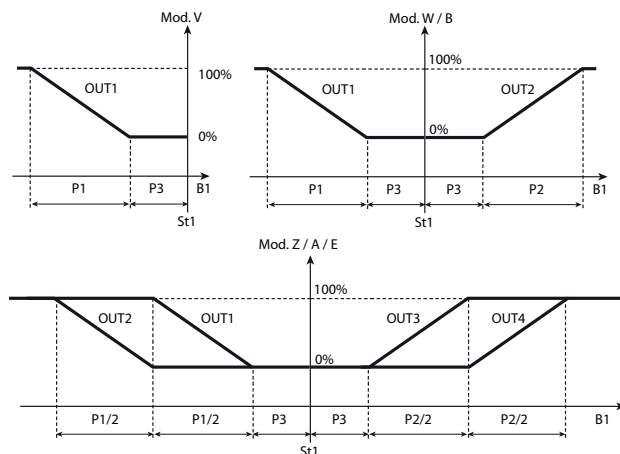 Mod. V
100%
OUT1
0%
P1 P3 B1
St1
Mod. W / B
100%
OUT1 OUT2
0%
P1 P3 P3 P2 B1
St1
Mod. Z / A / E
100%
OUT2 OUT1 OUT3 OUT4
0%
P1/2 P1/2 P3 P3 P2/2 P2/2 B1
St1